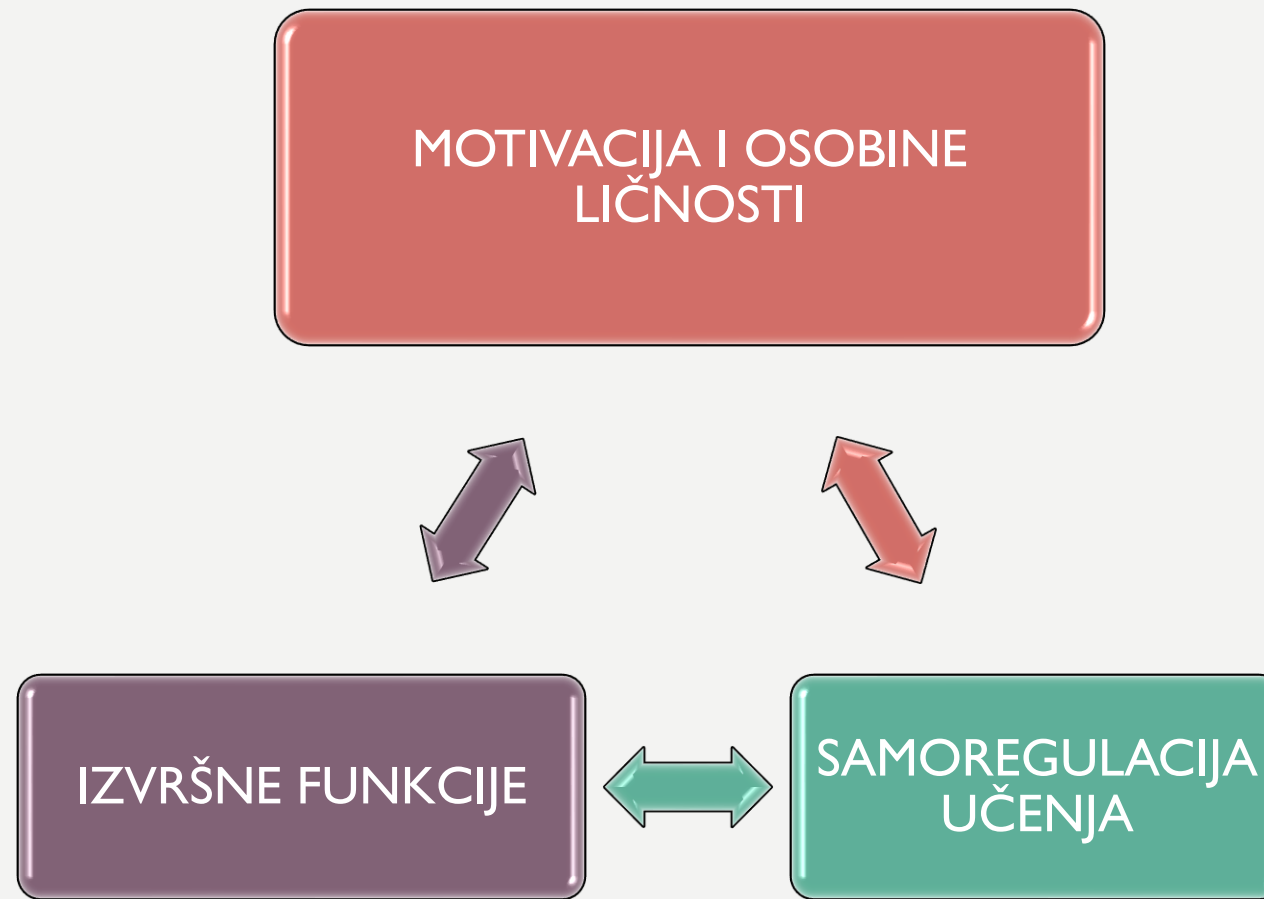 MOTIVACIJA I OSOBINE
LIČNOSTI
IZVRŠNE FUNKCIJE
SAMOREGULACIJA
UČENJA